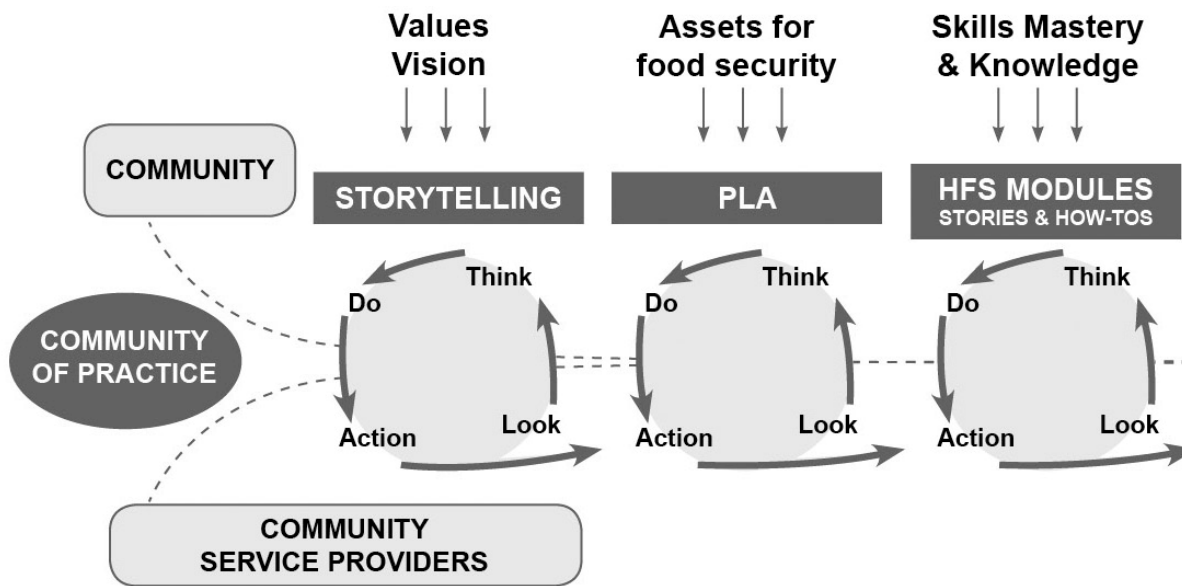 Values
Vision
Assets for
food security
Skills Mastery
& Knowledge
COMMUNITY
STORYTELLING
PLA
HFS MODULES
STORIES & HOW-TOS
COMMUNITY
OF PRACTICE
Think
Do
Action
Look
Think
Do
Action
Look
Think
Do
Action
Look
COMMUNITY
SERVICE PROVIDERS